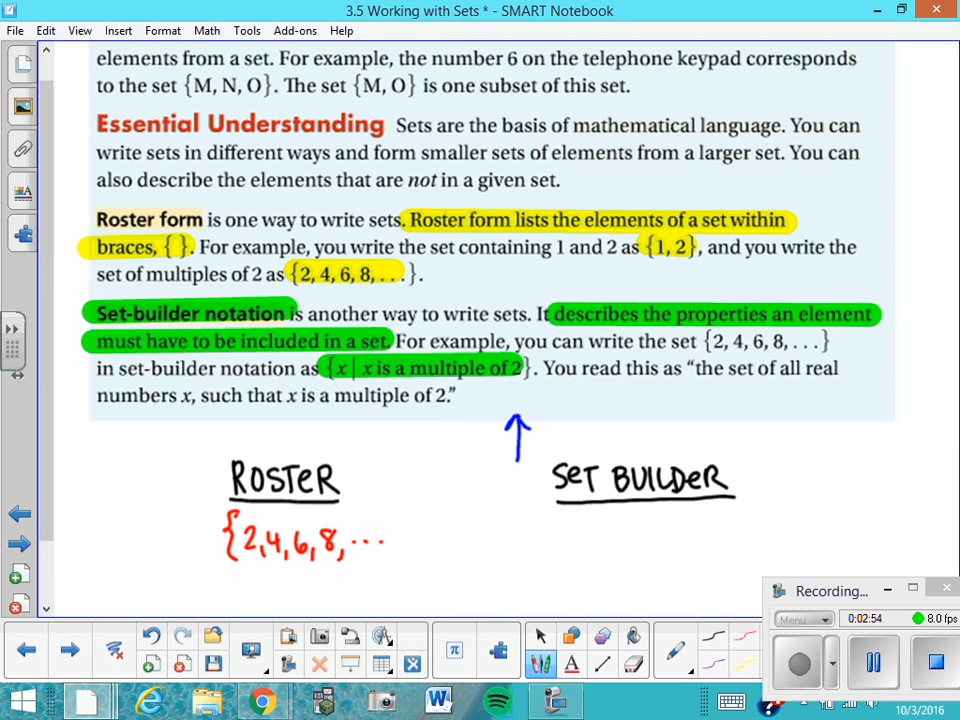 3.5 Working with Sets * - SMART Notebook
File Edit View Insert Format Math Tools Add-ons Help
elements from a set. For example, the number 6 on the telephone keypad corresponds
to the set {M, N, O}. The set {M, O} is one subset of this set.
Essential Understanding Sets are the basis of mathematical language. You can
write sets in different ways and form smaller sets of elements from a larger set. You can
also describe the elements that are not in a given set.
Roster form is one way to write sets. Roster form lists the elements of a set within
braces, { }. For example, you write the set containing 1 and 2 as {1, 2}, and you write the
set of multiples of 2 as {2, 4, 6, 8, . . .}.
Set-builder notation is another way to write sets. It describes the properties an element
must have to be included in a set. For example, you can write the set {2, 4, 6, 8, . . .}
in set-builder notation as {x | x is a multiple of 2}. You read this as “the set of all real
numbers x, such that x is a multiple of 2.”
ROSTER SET BUILDER
{2,4,6,8,...
Recording...
Menu 0:02:54 8.0 fps
10/3/2016